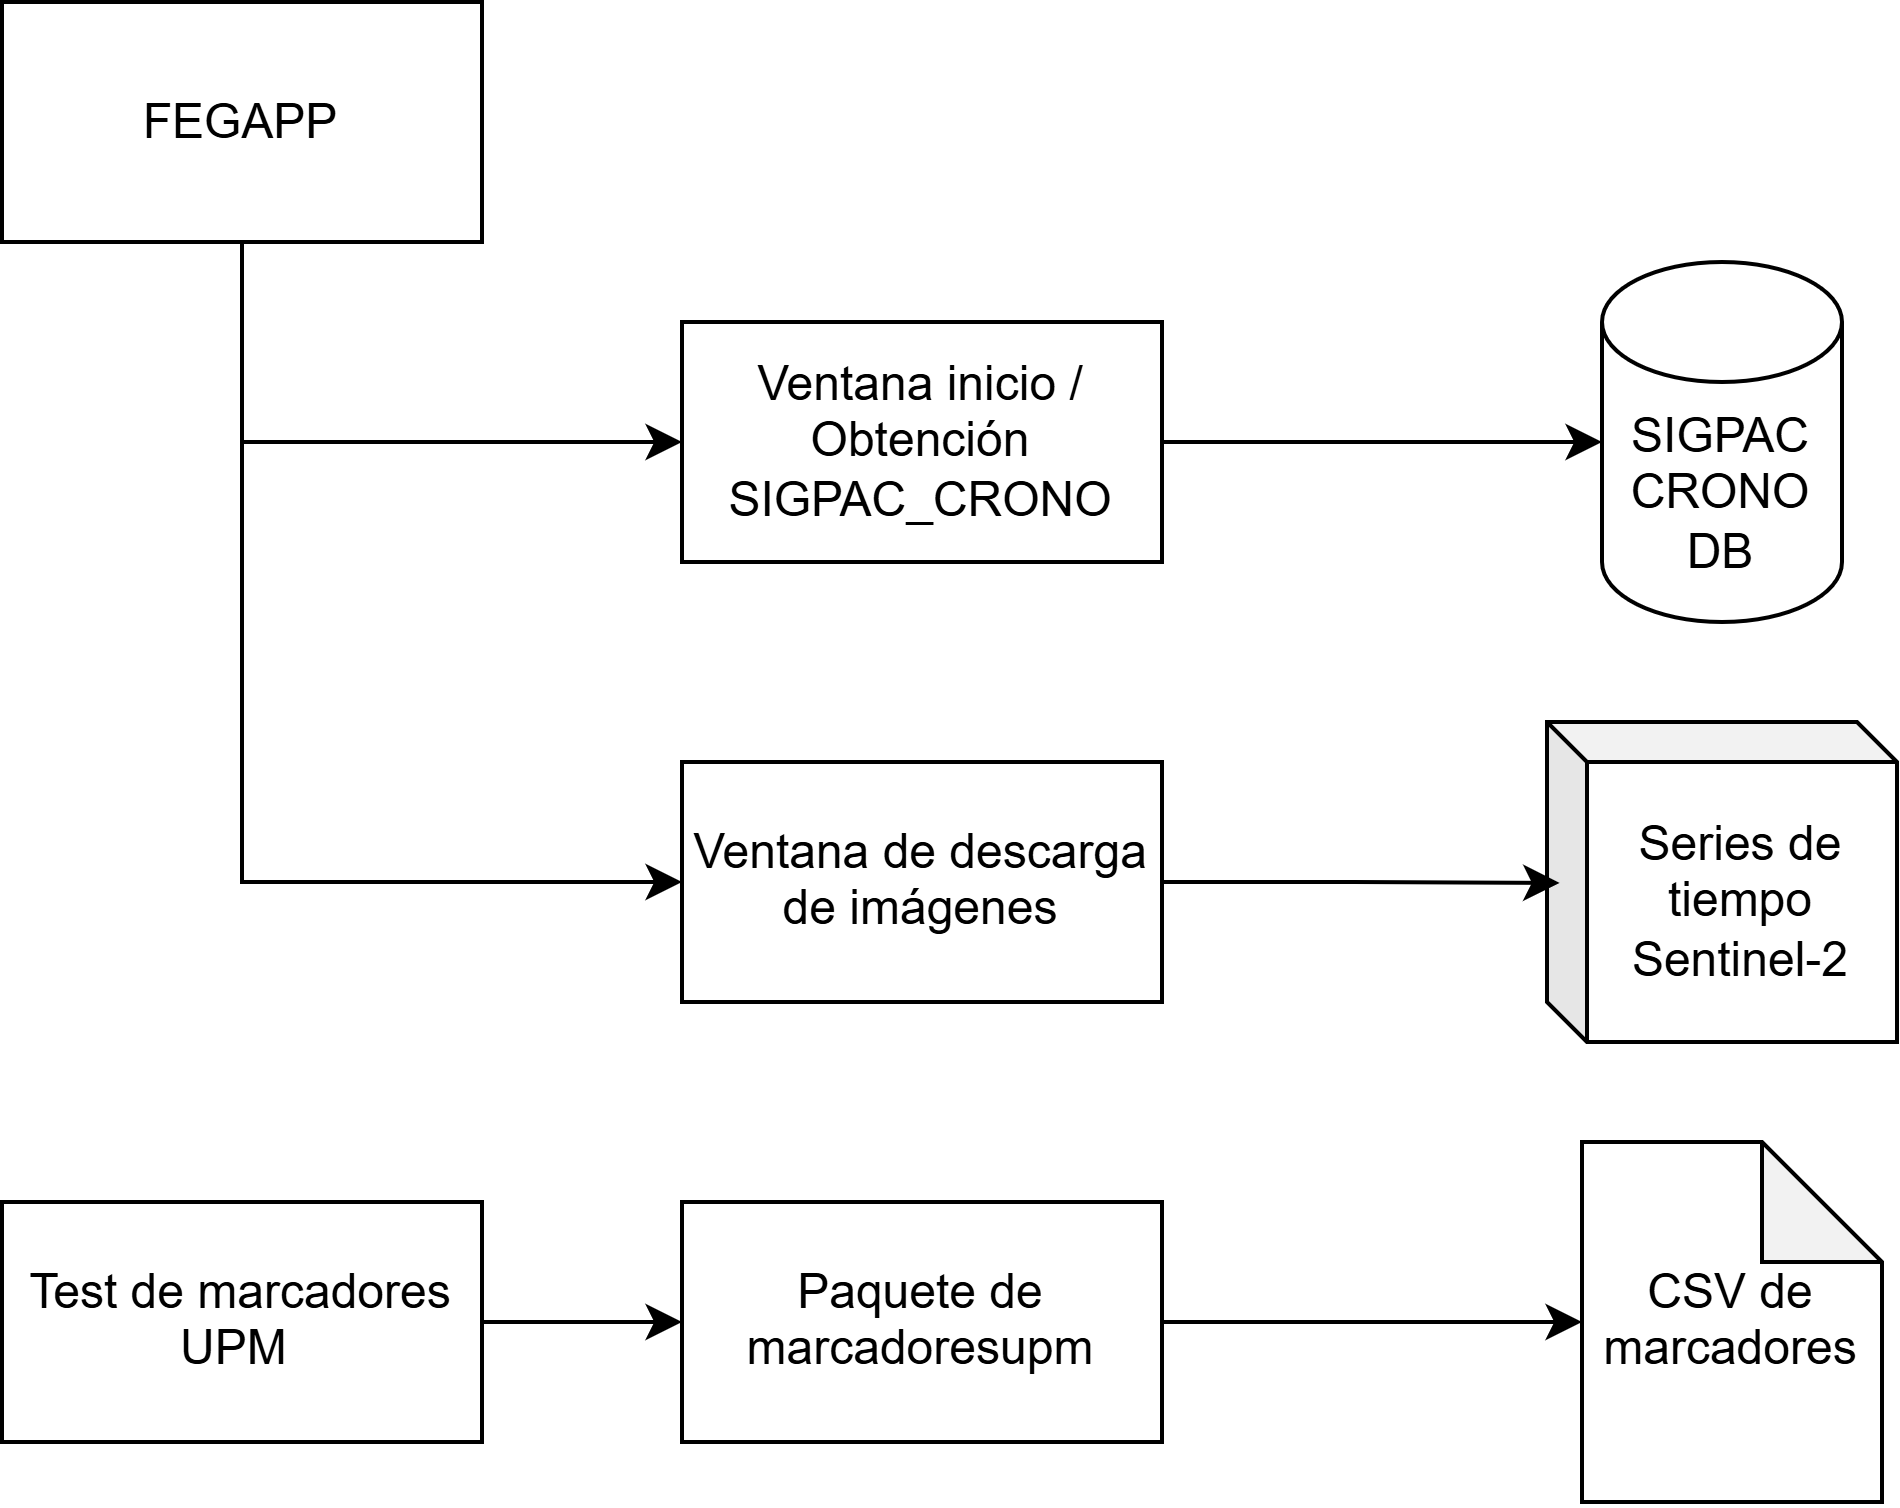 FEGAPP
Ventana inicio /
Obtención
SIGPAC_CRONO
SIGPAC
CRONO
DB
Ventana de descarga
de imágenes
Series de
tiempo
Sentinel-2
Test de marcadores
UPM
Paquete de
marcadoresupm
CSV de
marcadores